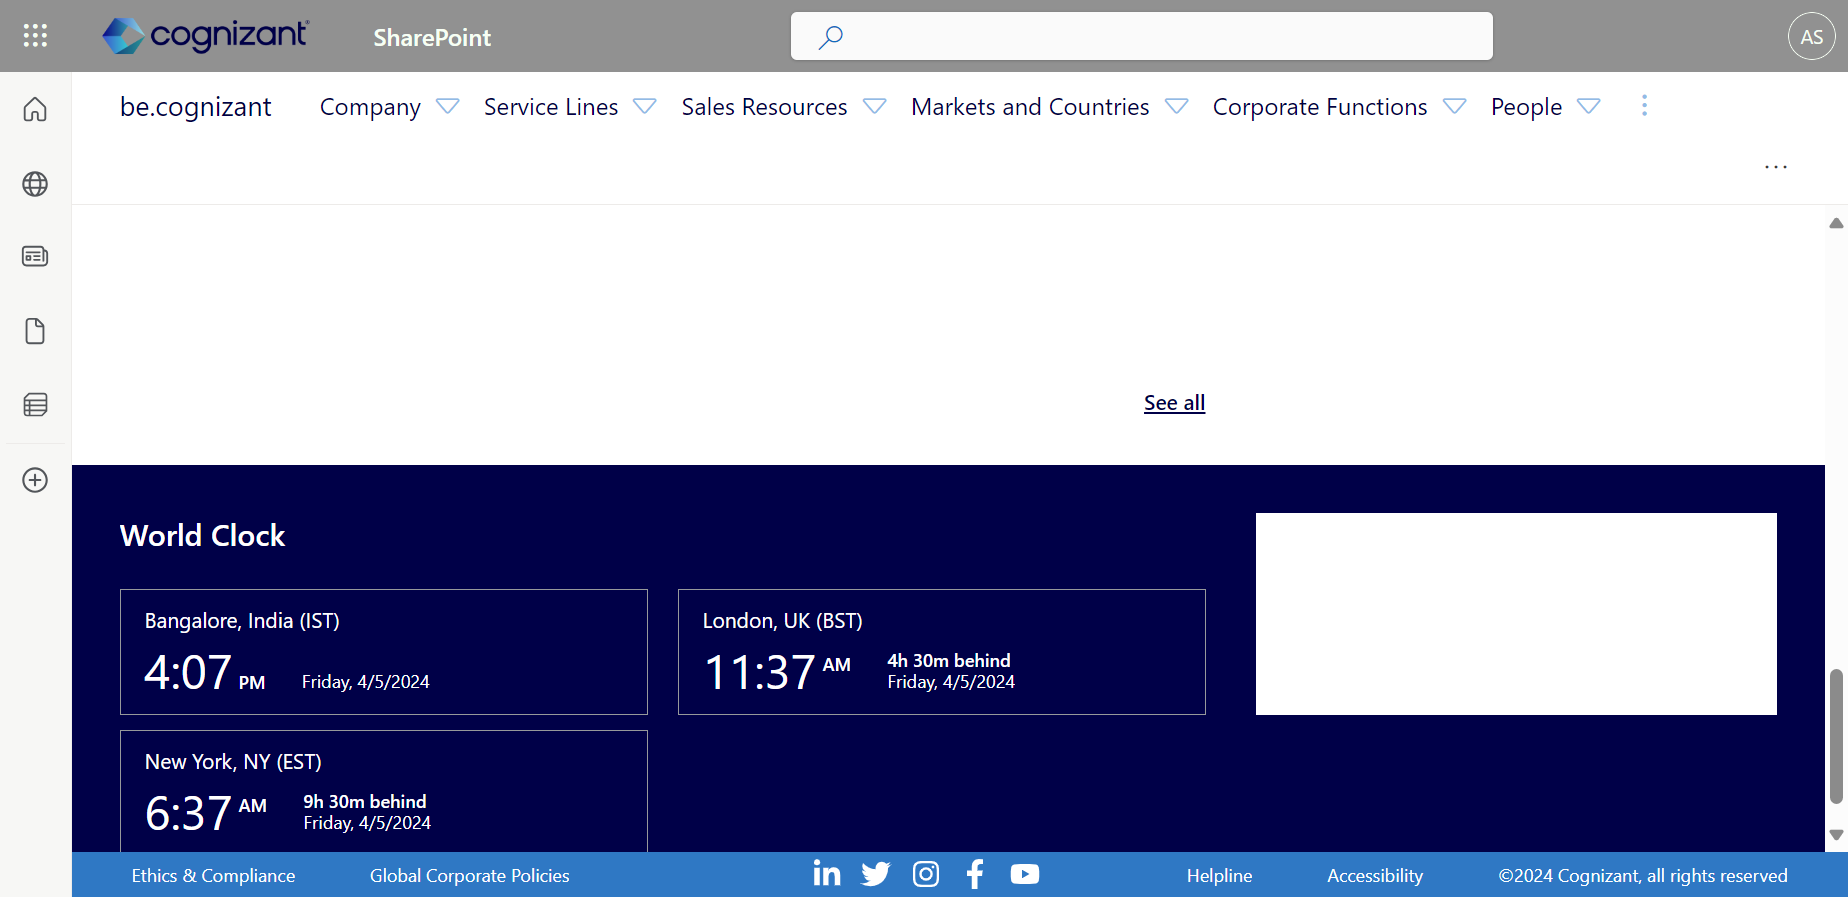 cognizant
SharePoint
AS
be.cognizant
Company
Service Lines
Sales Resources
Markets and Countries
Corporate Functions
People
See all
World Clock
Bangalore, India (IST)
4:07 PM Friday, 4/5/2024
London, UK (BST)
11:37 AM
4h 30m behind
Friday, 4/5/2024
New York, NY (EST)
6:37 AM
9h 30m behind
Friday, 4/5/2024
Ethics & Compliance
Global Corporate Policies
Helpline
Accessibility
©2024 Cognizant, all rights reserved